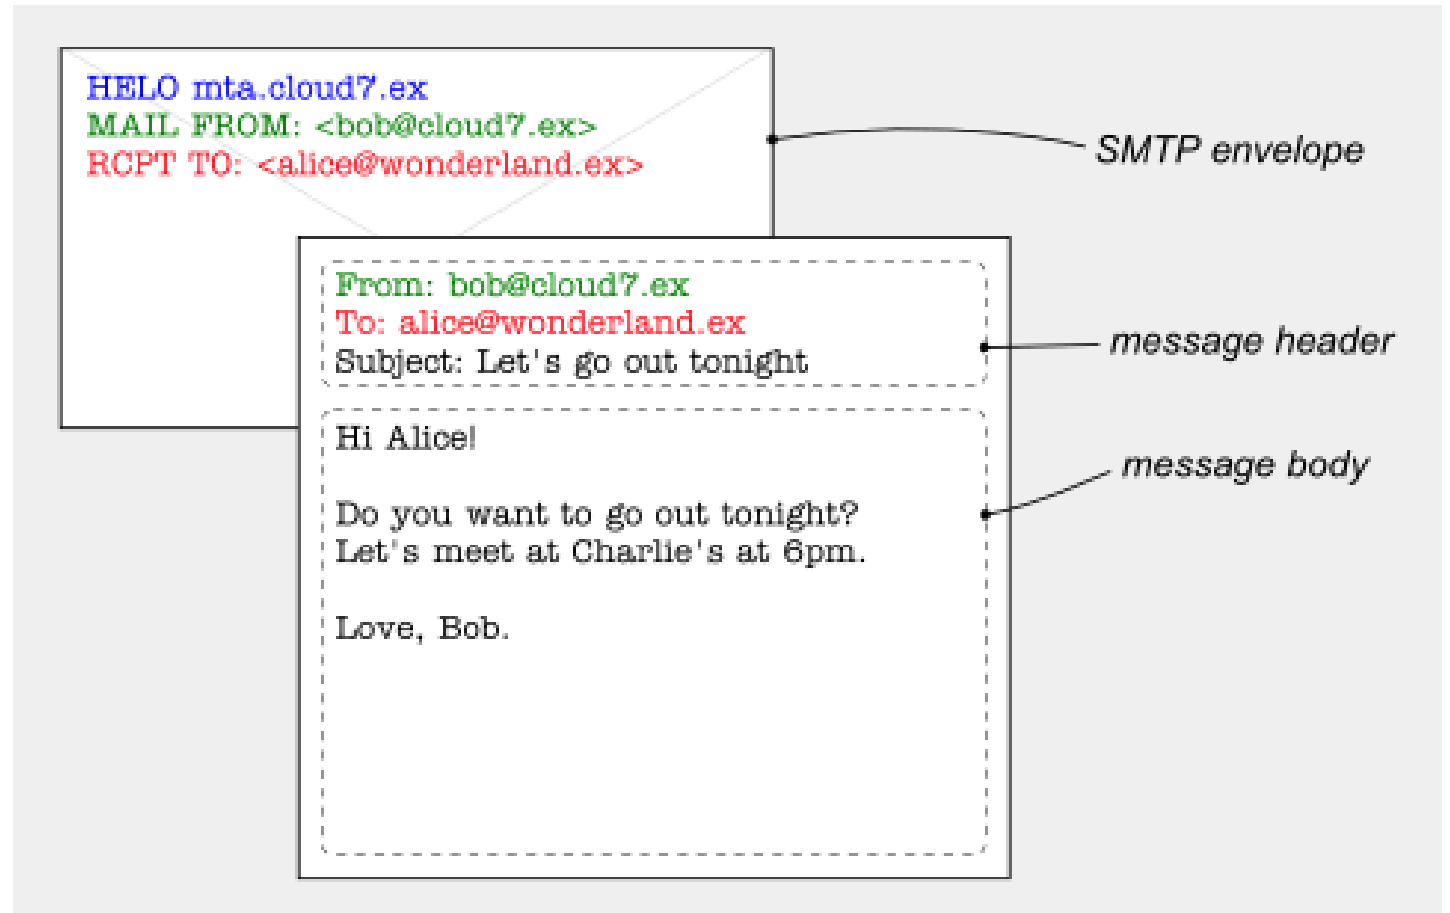 HELO mta.cloud7.ex
MAIL FROM: <bob@cloud7.ex>
RCPT TO: <alice@wonderland.ex>
SMTP envelope
From: bob@cloud7.ex
To: alice@wonderland.ex
Subject: Let's go out tonight
message header
Hi Alice!
message body
Do you want to go out tonight?
Let's meet at Charlie's at 6pm.
Love, Bob.